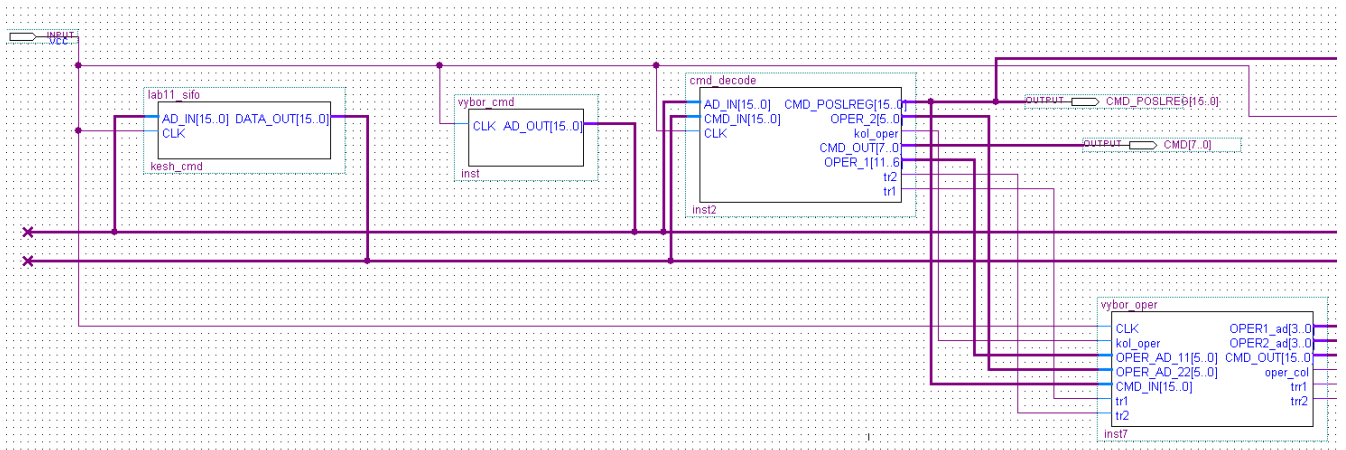 INPUT
VCC
lab11_sifo
AD_IN[15..0] DATA_OUT[15..0]
CLK
kesh_cmd
vybor_cmd
CLK AD_OUT[15..0]
inst
cmd_decode
AD_IN[15..0] CMD_POSLREG[15..0]
CMD_IN[15..0] OPER_2[5..0]
CLK kol_oper
CMD_OUT[7..0]
OPER_1[11..6]
tr2
tr1
inst2
OUTPUT CMD_POSLREG[15..0]
OUTPUT CMD[7..0]
vybor_oper
CLK OPER1_ad[3..0]
kol_oper OPER2_ad[3..0]
OPER_AD_11[5..0] CMD_OUT[15..0]
OPER_AD_22[5..0] oper_col
CMD_IN[15..0] trr1
tr1 trr2
tr2
inst7